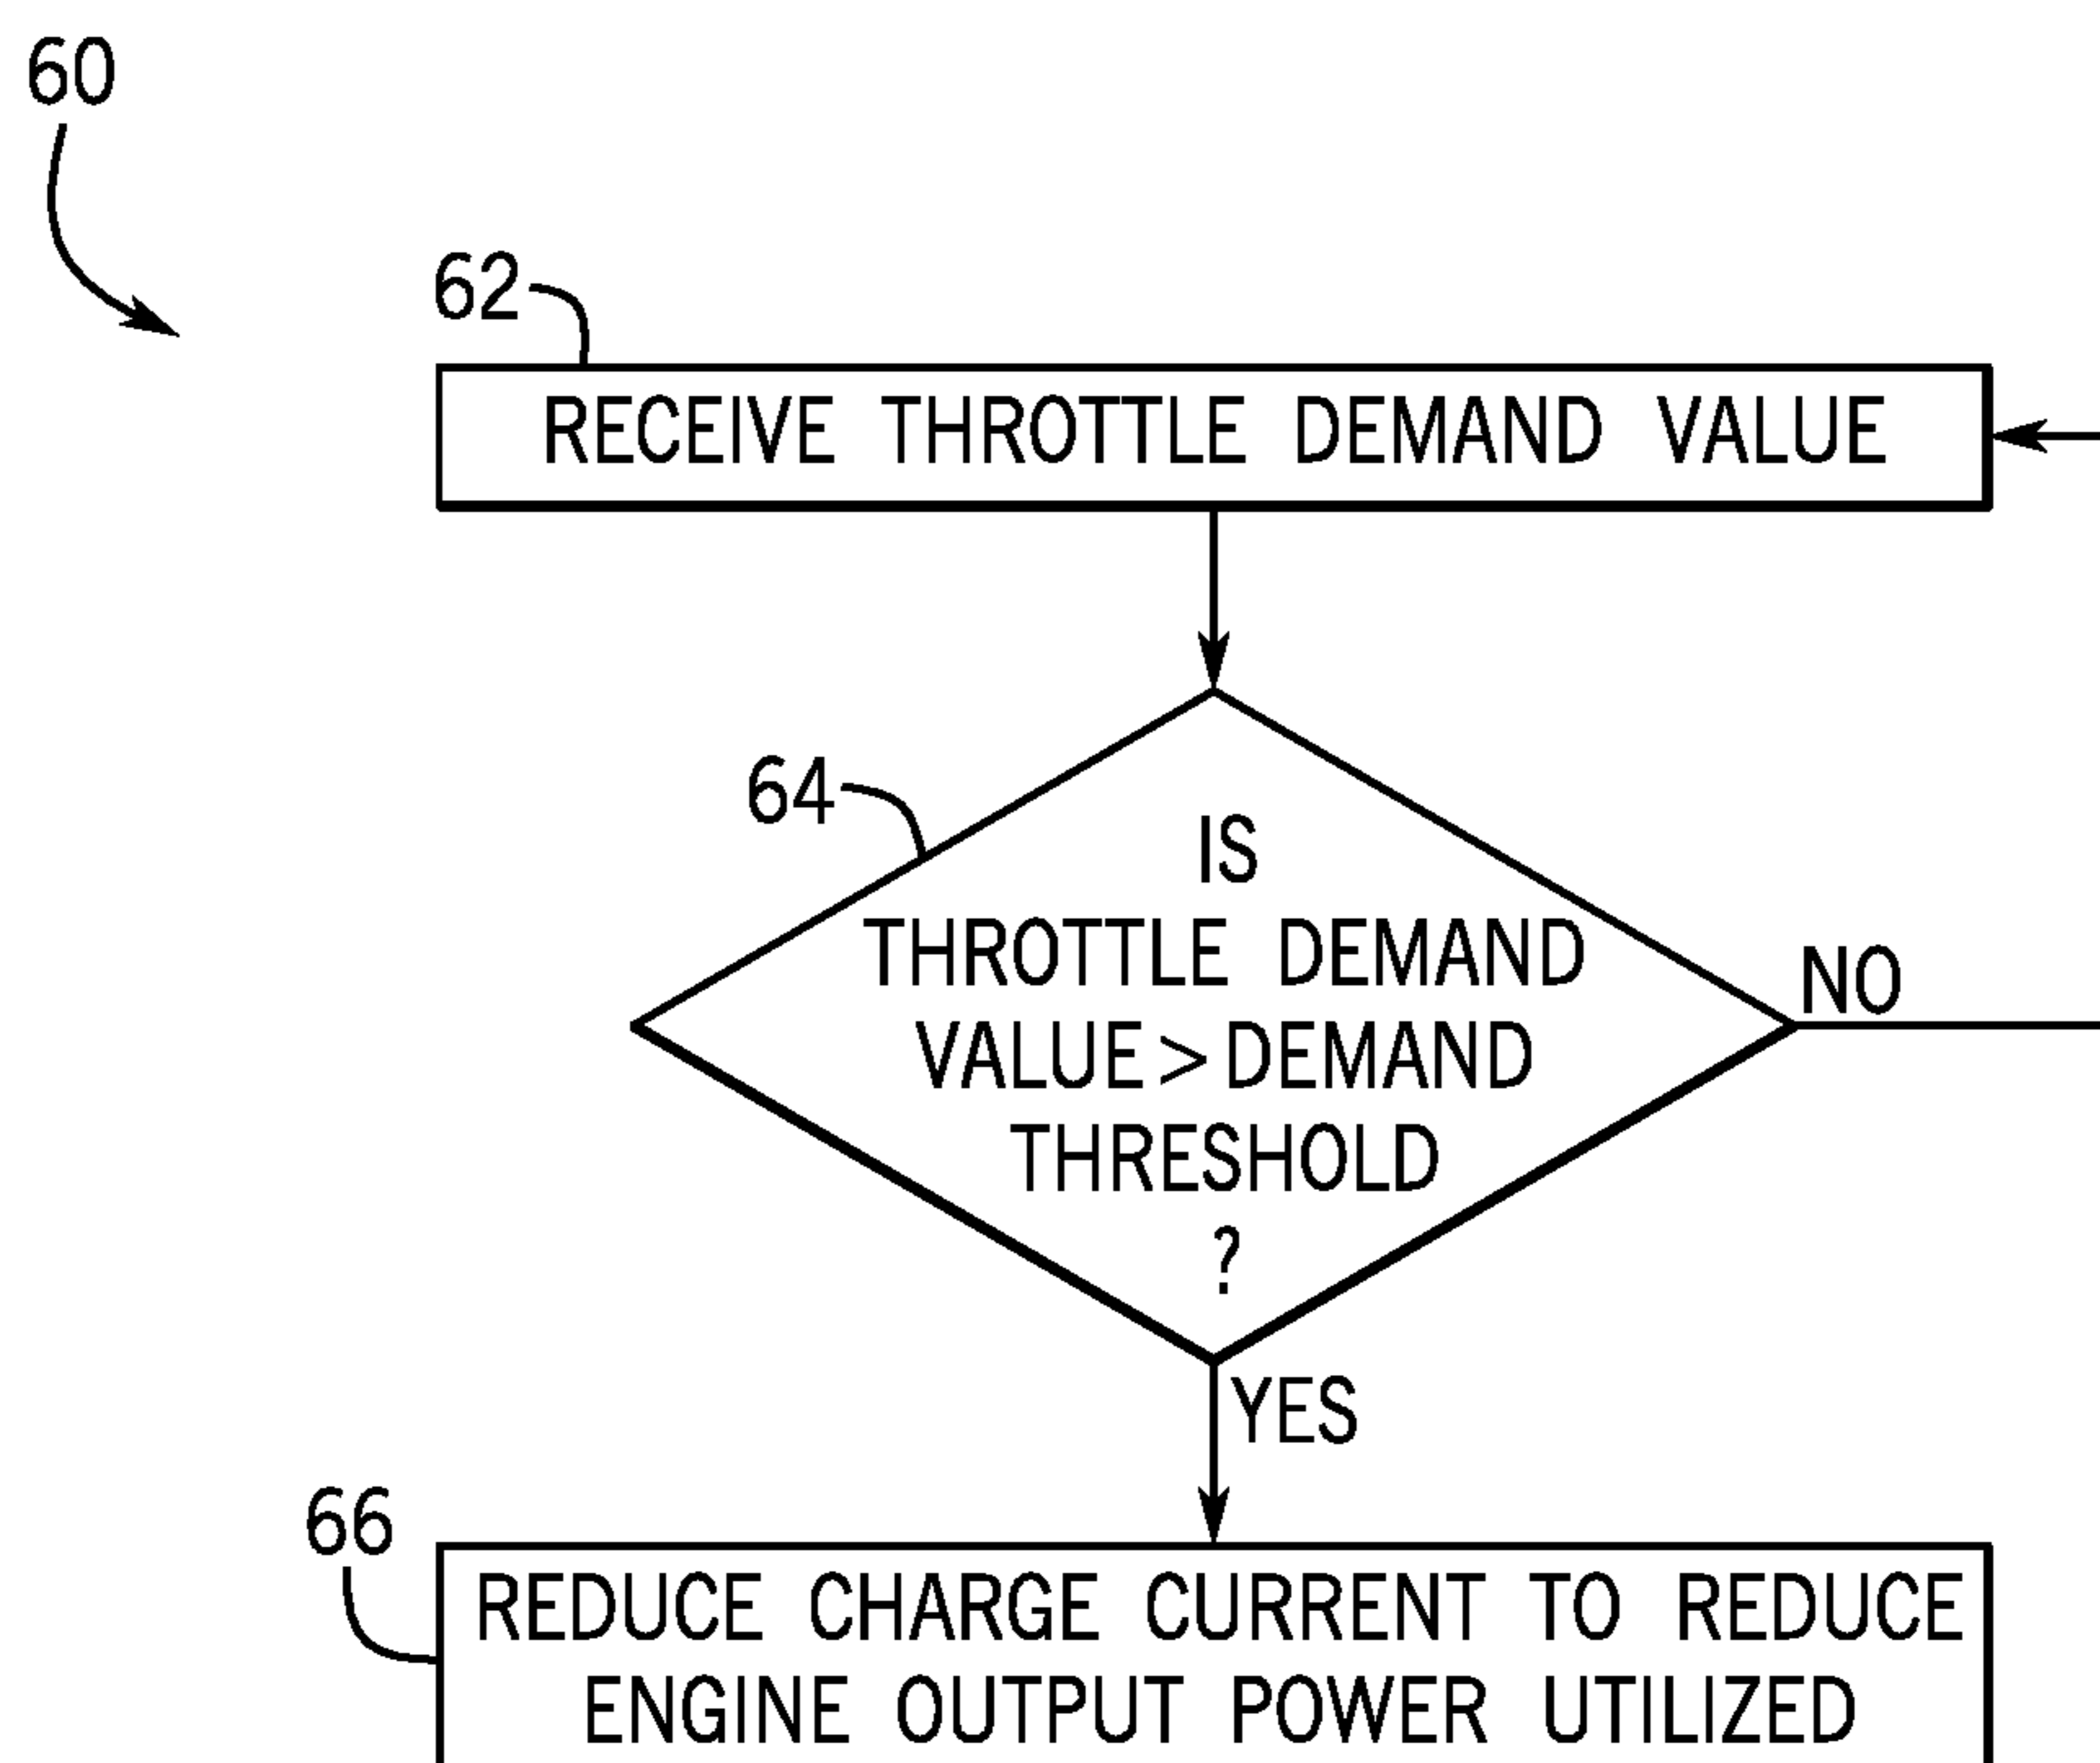 60
62
RECEIVE THROTTLE DEMAND VALUE
64
IS
THROTTLE DEMAND
VALUE > DEMAND
THRESHOLD
?
NO
YES
66
REDUCE CHARGE CURRENT TO REDUCE
ENGINE OUTPUT POWER UTILIZED